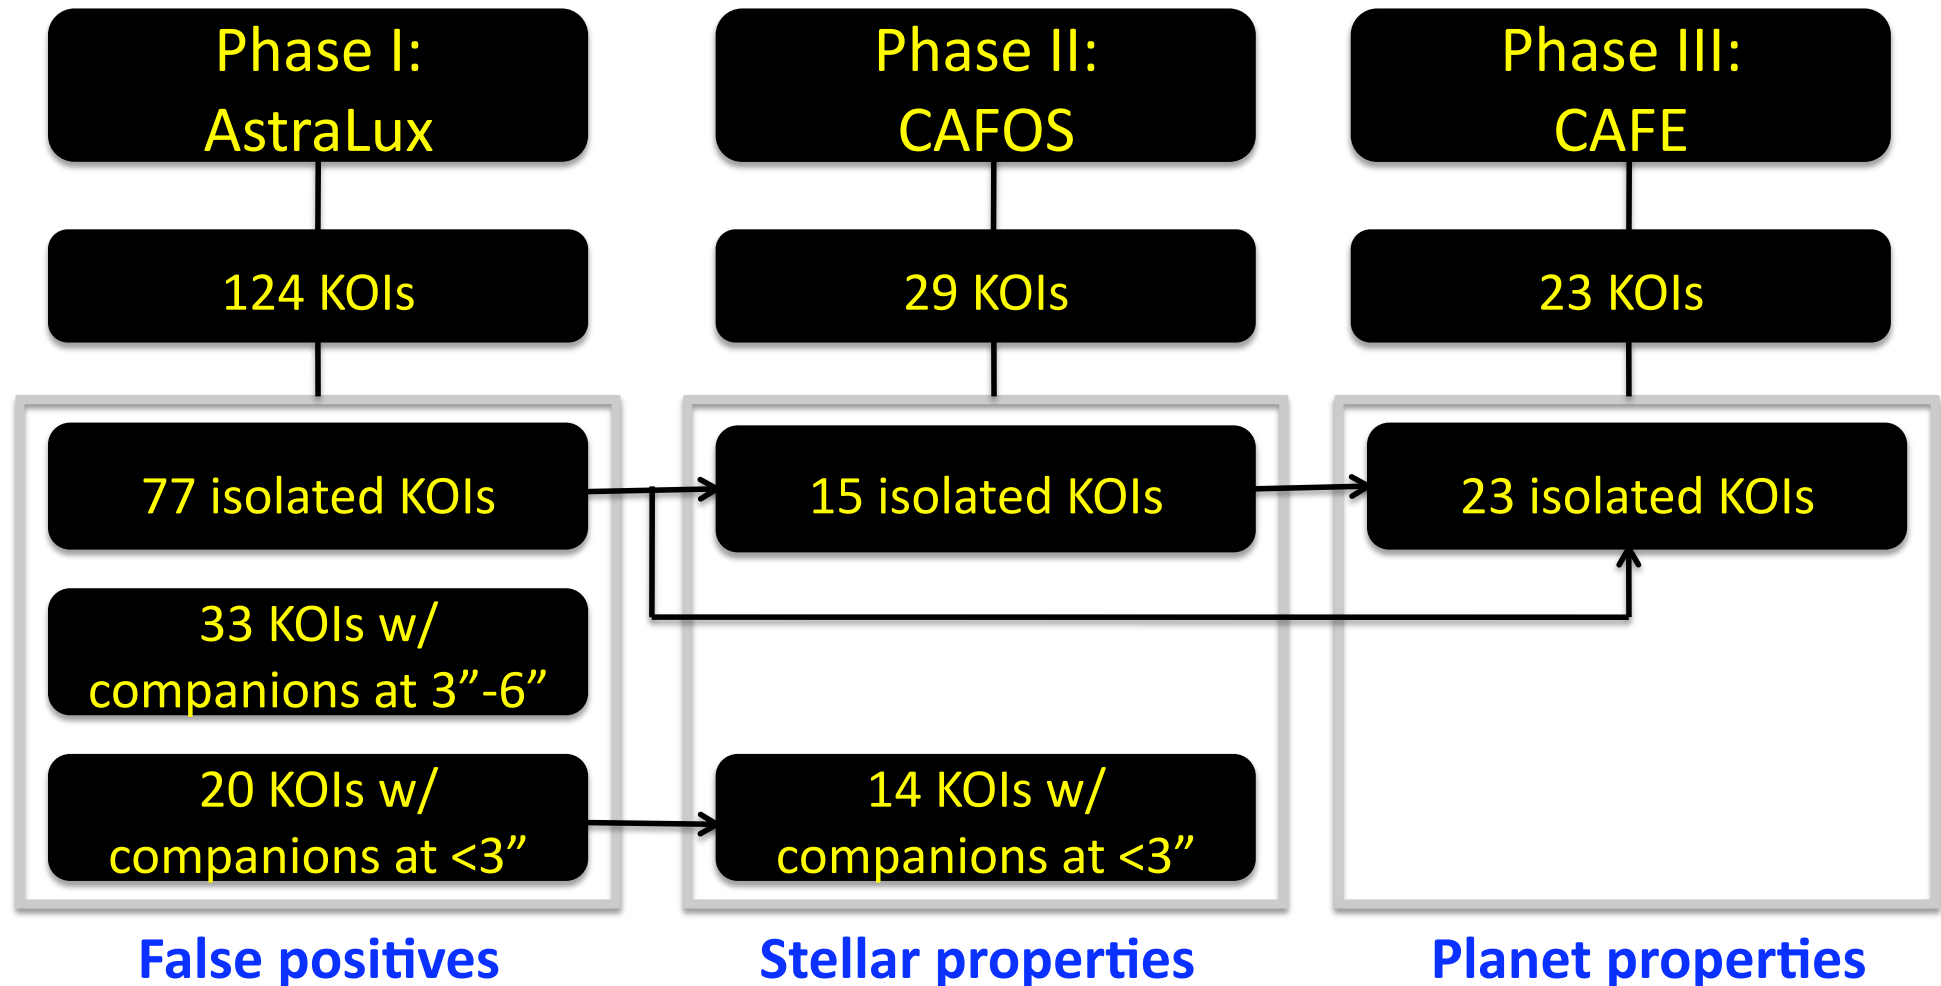 Phase I:
AstraLux
Phase II:
CAFOS
Phase III:
CAFE
124 KOIs
29 KOIs
23 KOIs
77 isolated KOIs
15 isolated KOIs
23 isolated KOIs
33 KOIs w/
companions at 3”-6”
20 KOIs w/
companions at <3”
14 KOIs w/
companions at <3”
False positives
Stellar properties
Planet properties